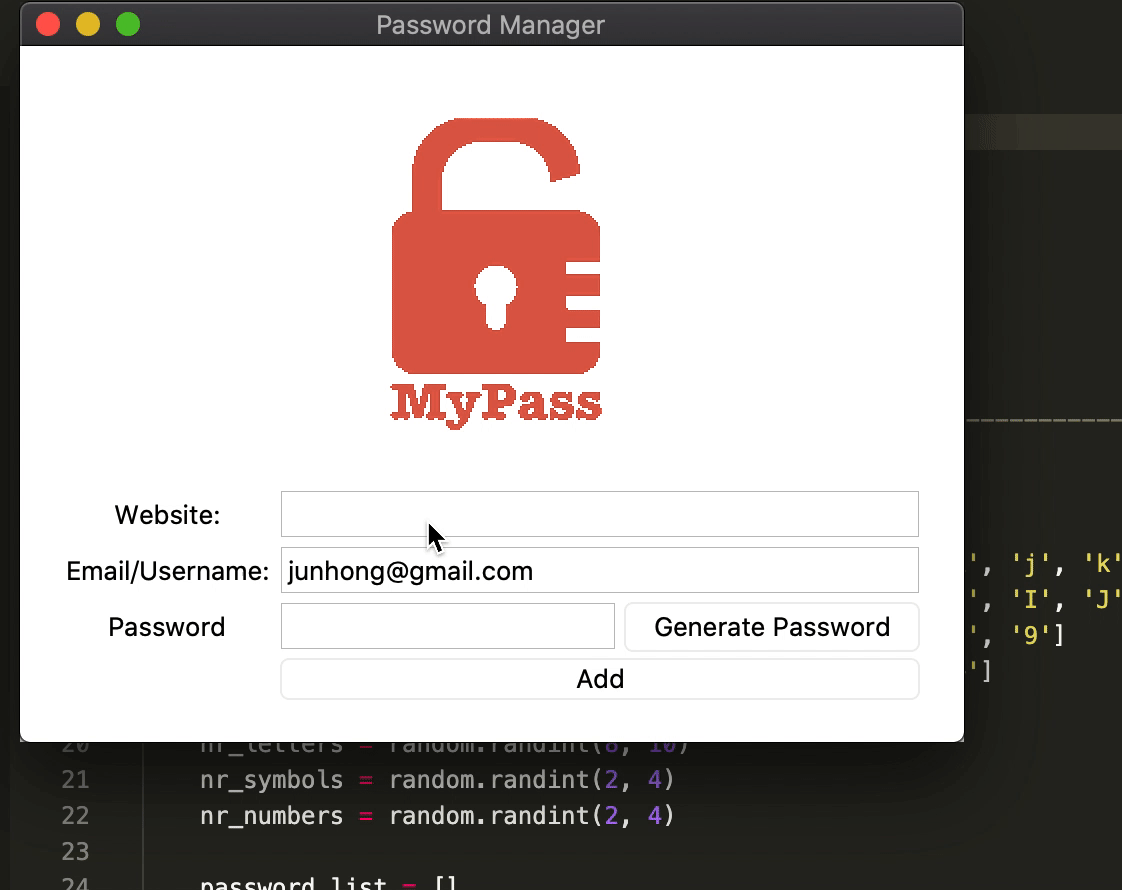 Password Manager
MyPass
Website:
Email/Username: junhong@gmail.com
Password Generate Password
Add
', 'j', 'k'
', 'I', 'J'
', '9']
']
20 nr_letters = random.randint(8, 10)
21 nr_symbols = random.randint(2, 4)
22 nr_numbers = random.randint(2, 4)
23
24 password_list = []